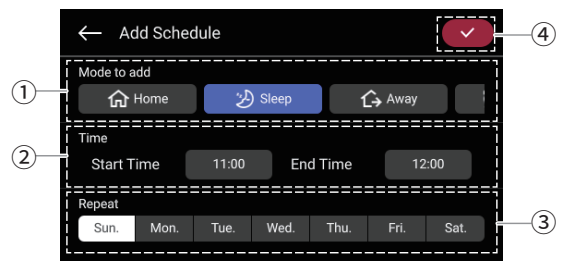 Add Schedule
④
Mode to add
①
Home Sleep Away
Time
②
Start Time 11:00 End Time 12:00
Repeat
③
Sun. Mon. Tue. Wed. Thu. Fri. Sat.